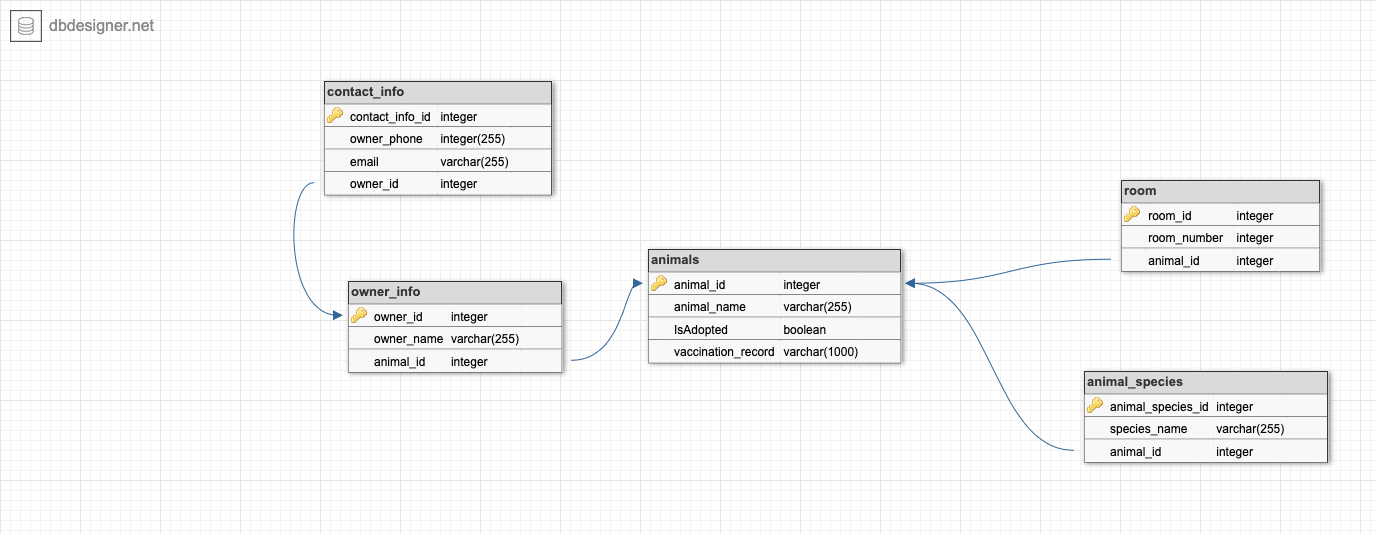 dbdesigner.net
contact_info
contact_info_id integer
owner_phone integer(255)
email varchar(255)
owner_id integer
owner_info
owner_id integer
owner_name varchar(255)
animal_id integer
animals
animal_id integer
animal_name varchar(255)
IsAdopted boolean
vaccination_record varchar(1000)
room
room_id integer
room_number integer
animal_id integer
animal_species
animal_species_id integer
species_name varchar(255)
animal_id integer